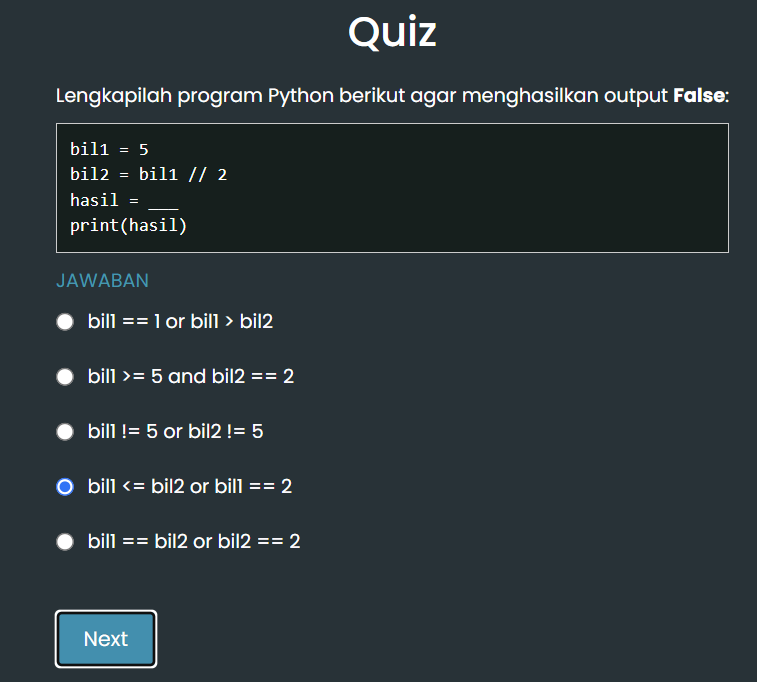 Quiz
Lengkapilah program Python berikut agar menghasilkan output False:
bil1 = 5
bil2 = bil1 // 2
hasil = ___
print(hasil)
JAWABAN
bil1 == 1 or bil1 > bil2
bil1 >= 5 and bil2 == 2
bil1 != 5 or bil2 != 5
bil1 <= bil2 or bil1 == 2
bil1 == bil2 or bil2 == 2
Next